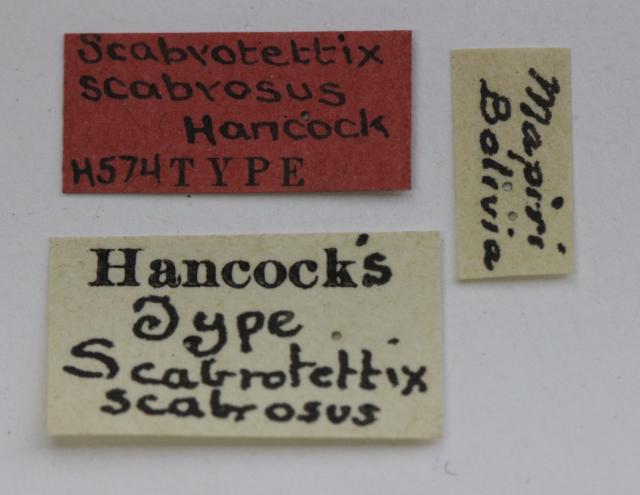 Scabrotettix
scabrosus
Hancock
H574 TYPE
Mapiri
Bolivia
Hancock's
Type
Scabrotettix
scabrosus